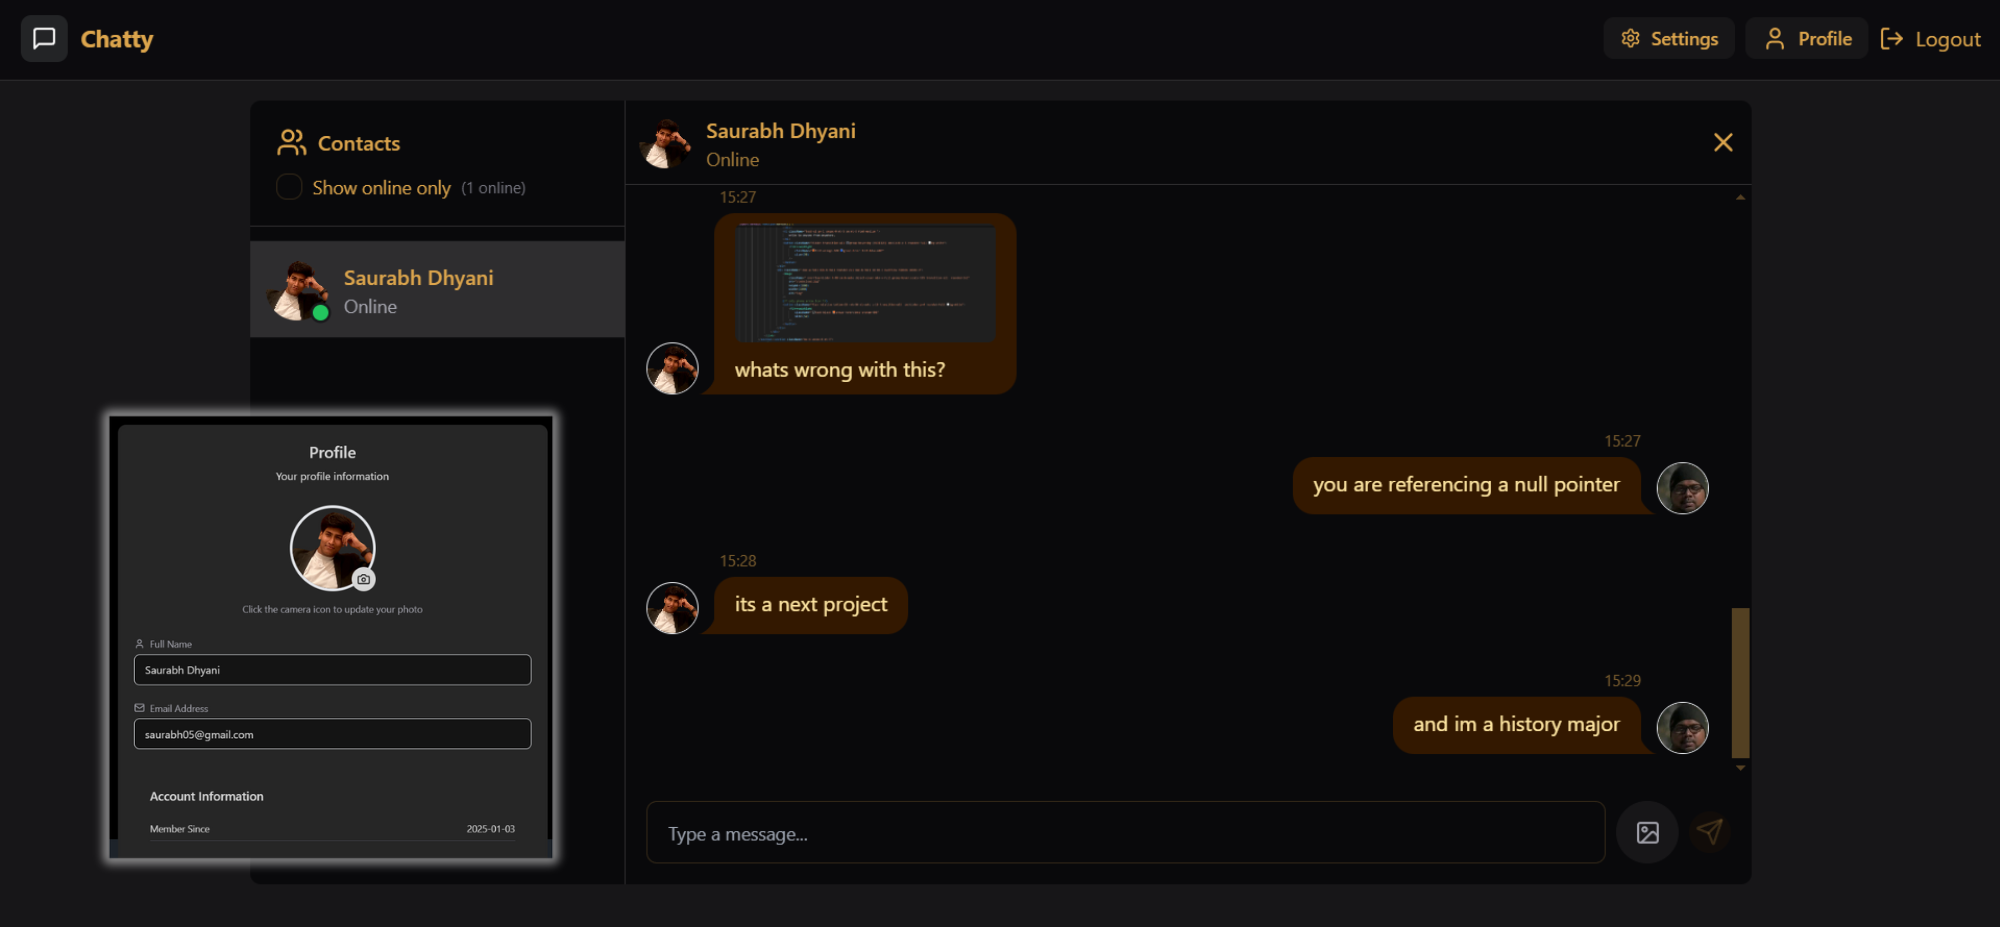 Chatty
Settings
Profile
Logout
Contacts
Show online only (1 online)
Saurabh Dhyani
Online
Profile
Your profile information
Click the camera icon to update your photo
Full Name
Saurabh Dhyani
Email Address
saurabh05@gmail.com
Account Information
Member Since 2025-01-03
Saurabh Dhyani
Online
15:27
whats wrong with this?
15:27
you are referencing a null pointer
15:28
its a next project
15:29
and im a history major
Type a message...